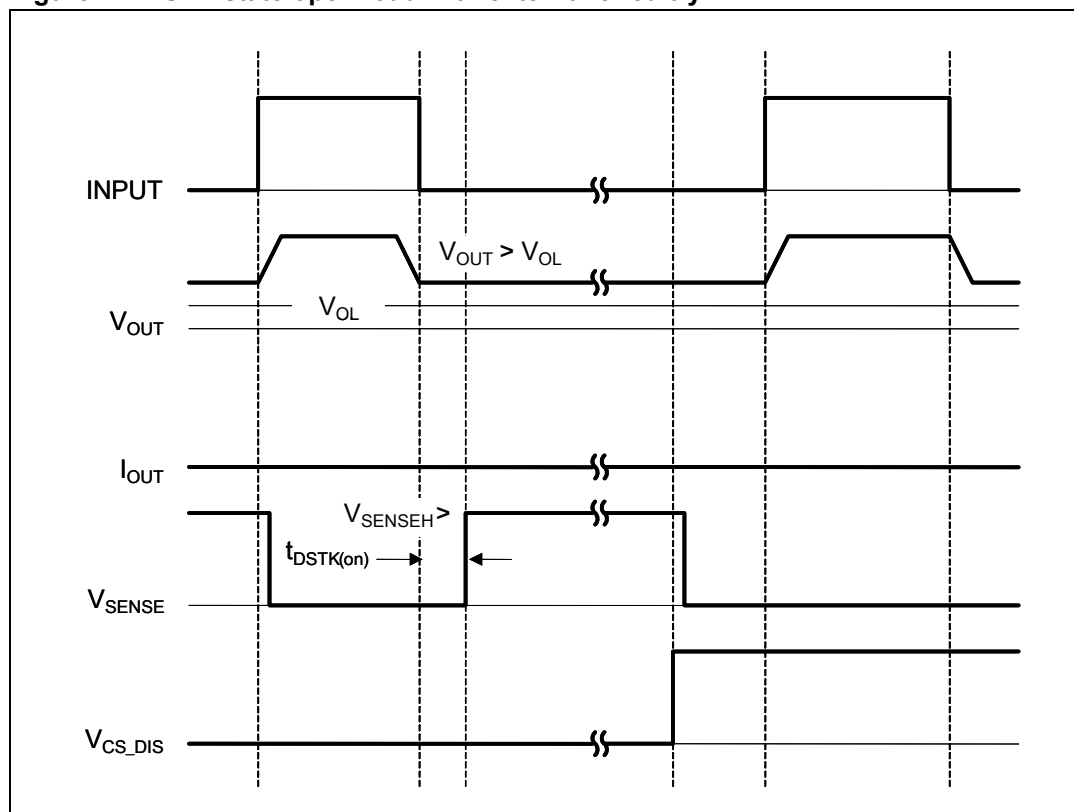 INPUT
V_OUT > V_OL
V_OL
V_OUT
I_OUT
V_SENSEH >
t_DSTK(on)
V_SENSE
V_CS_DIS